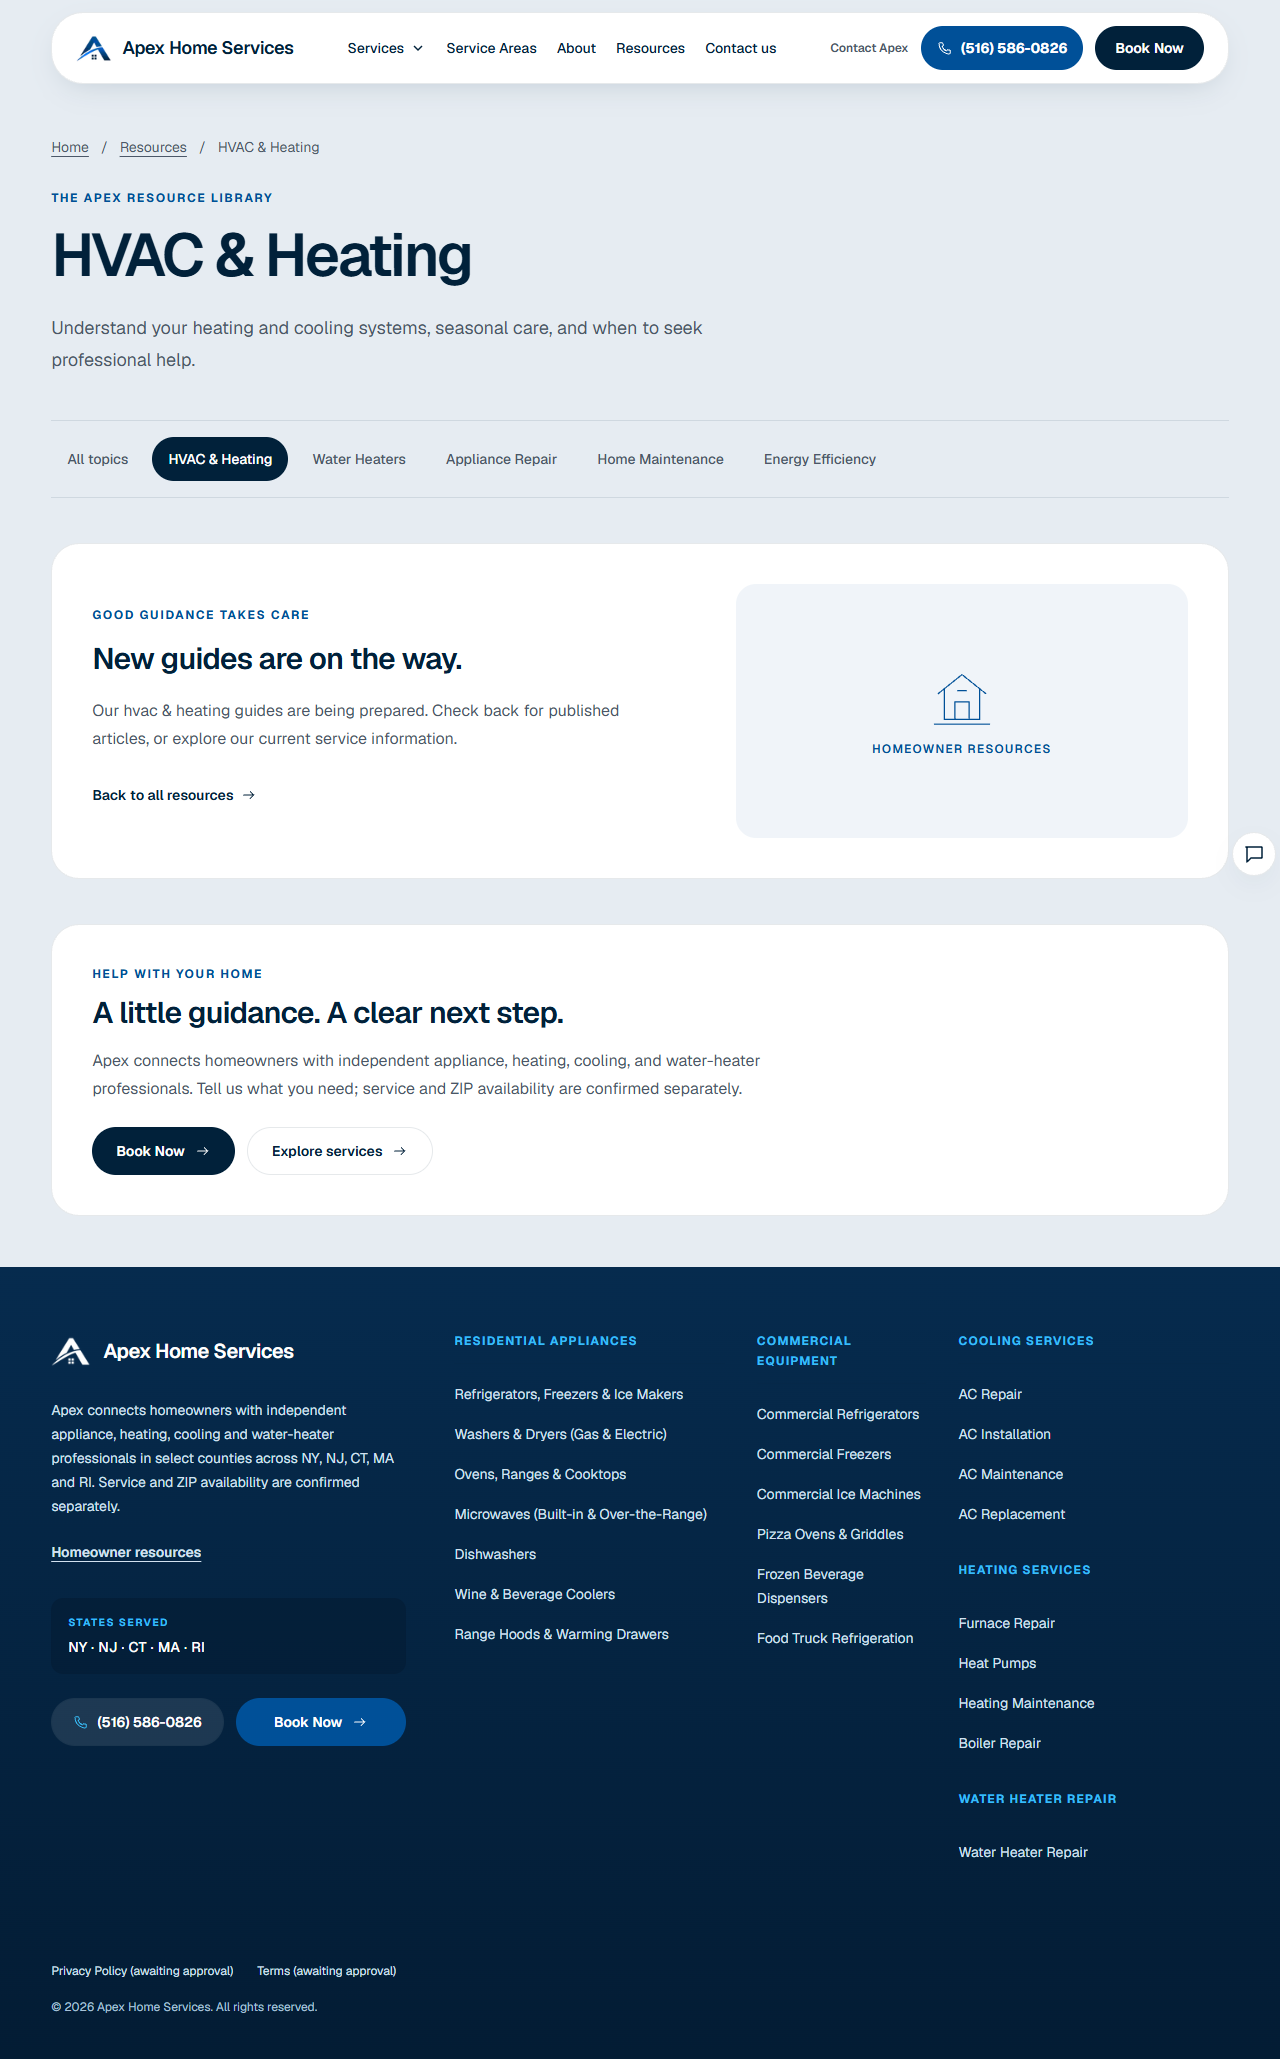 Apex Home Services
Services
Service Areas
About
Resources
Contact us
Contact Apex
(516) 586-0826
Book Now
Home / Resources / HVAC & Heating
THE APEX RESOURCE LIBRARY
HVAC & Heating
Understand your heating and cooling systems, seasonal care, and when to seek
professional help.
All topics
HVAC & Heating
Water Heaters
Appliance Repair
Home Maintenance
Energy Efficiency
GOOD GUIDANCE TAKES CARE
New guides are on the way.
Our hvac & heating guides are being prepared. Check back for published
articles, or explore our current service information.
Back to all resources
HOMEOWNER RESOURCES
HELP WITH YOUR HOME
A little guidance. A clear next step.
Apex connects homeowners with independent appliance, heating, cooling, and water-heater
professionals. Tell us what you need; service and ZIP availability are confirmed separately.
Book Now
Explore services
Apex Home Services
Apex connects homeowners with independent
appliance, heating, cooling and water-heater
professionals in select counties across NY, NJ, CT, MA
and RI. Service and ZIP availability are confirmed
separately.
Homeowner resources
STATES SERVED
NY · NJ · CT · MA · RI
(516) 586-0826
Book Now
RESIDENTIAL APPLIANCES
Refrigerators, Freezers & Ice Makers
Washers & Dryers (Gas & Electric)
Ovens, Ranges & Cooktops
Microwaves (Built-in & Over-the-Range)
Dishwashers
Wine & Beverage Coolers
Range Hoods & Warming Drawers
COMMERCIAL
EQUIPMENT
Commercial Refrigerators
Commercial Freezers
Commercial Ice Machines
Pizza Ovens & Griddles
Frozen Beverage
Dispensers
Food Truck Refrigeration
COOLING SERVICES
AC Repair
AC Installation
AC Maintenance
AC Replacement
HEATING SERVICES
Furnace Repair
Heat Pumps
Heating Maintenance
Boiler Repair
WATER HEATER REPAIR
Water Heater Repair
Privacy Policy (awaiting approval)
Terms (awaiting approval)
© 2026 Apex Home Services. All rights reserved.